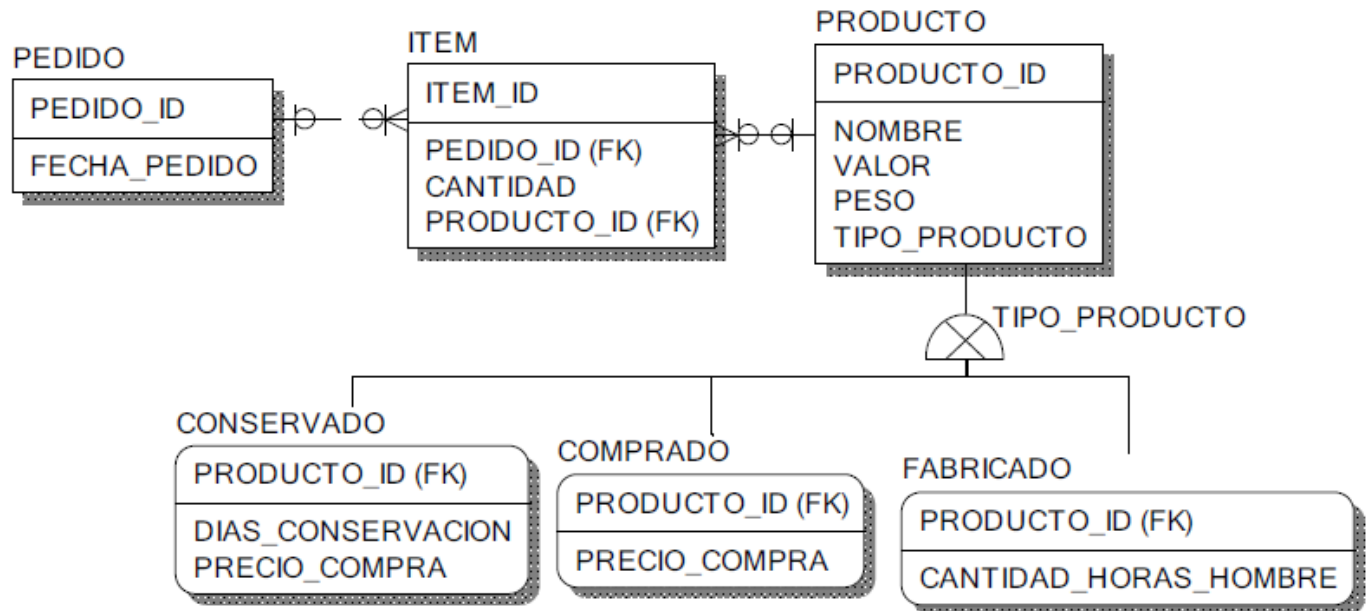 PEDIDO
PEDIDO_ID
FECHA_PEDIDO
ITEM
ITEM_ID
PEDIDO_ID (FK)
CANTIDAD
PRODUCTO_ID (FK)
PRODUCTO
PRODUCTO_ID
NOMBRE
VALOR
PESO
TIPO_PRODUCTO
TIPO_PRODUCTO
CONSERVADO
PRODUCTO_ID (FK)
DIAS_CONSERVACION
PRECIO_COMPRA
COMPRADO
PRODUCTO_ID (FK)
PRECIO_COMPRA
FABRICADO
PRODUCTO_ID (FK)
CANTIDAD_HORAS_HOMBRE